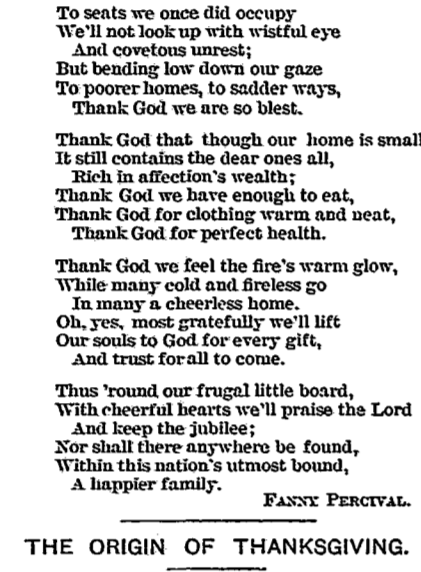 To seats we once did occupy
We'll not look up with wistful eye
And covetous unrest;
But bending low down our gaze
To poorer homes, to sadder ways,
Thank God we are so blest.
Thank God that though our home is small
It still contains the dear ones all,
Rich in affection's wealth;
Thank God we have enough to eat,
Thank God for clothing warm and neat,
Thank God for perfect health.
Thank God we feel the fire's warm glow,
While many cold and fireless go
In many a cheerless home.
Oh, yes, most gratefully we'll lift
Our souls to God for every gift,
And trust for all to come.
Thus 'round our frugal little board,
With cheerful hearts we'll praise the Lord
And keep the jubilee;
Nor shall there anywhere be found,
Within this nation's utmost bound,
A happier family.
FANNY PERCIVAL.
THE ORIGIN OF THANKSGIVING.